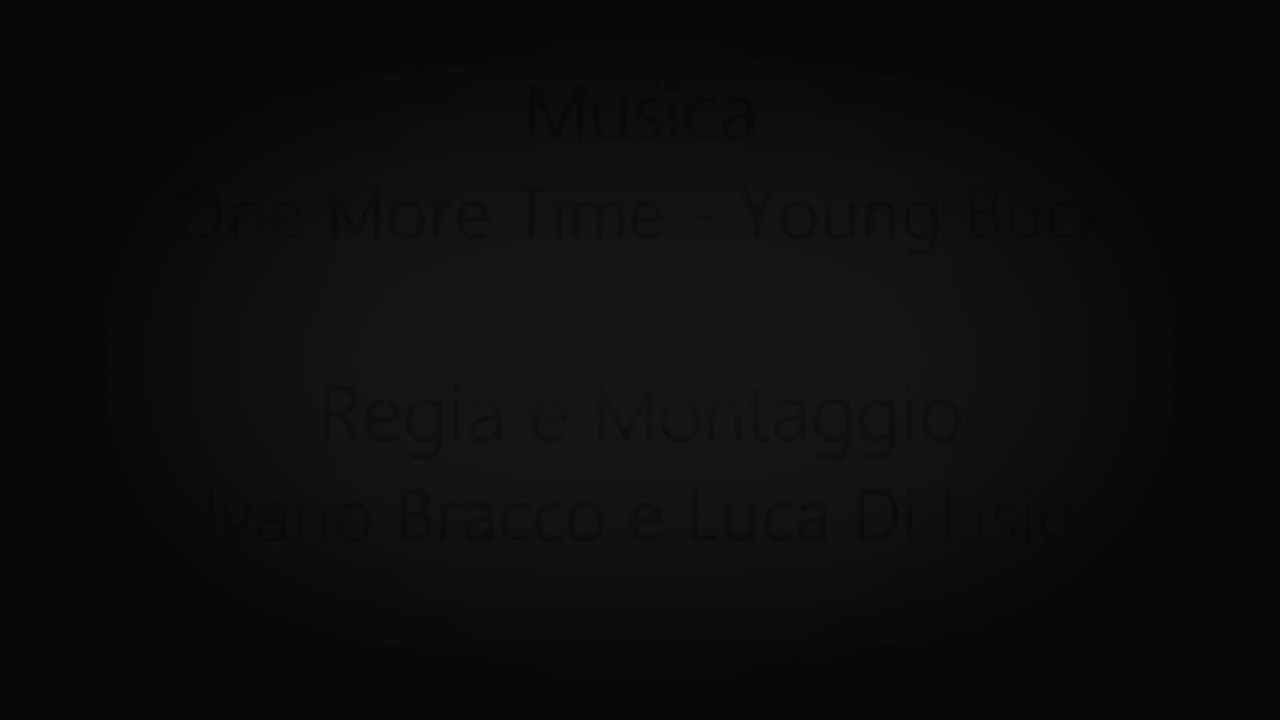 Musica
One More Time - Young Buck
Regia e Montaggio
Ivano Bracco e Luca Di Lisio